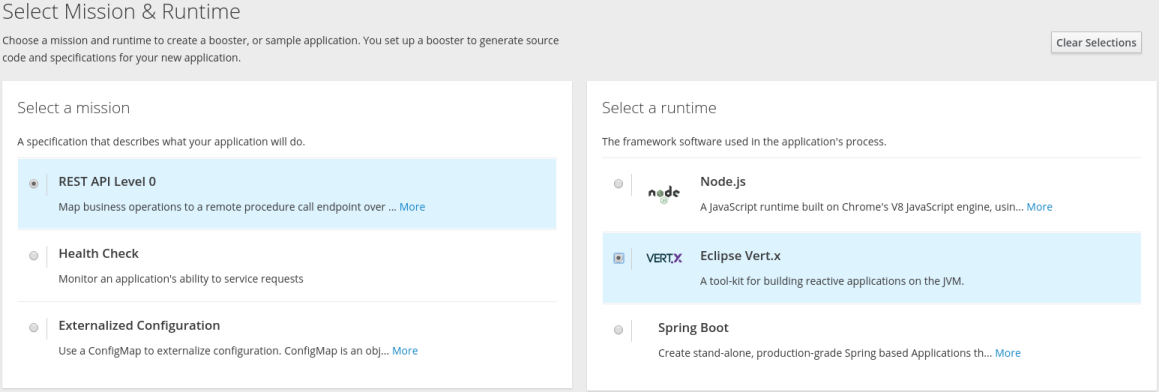 Select Mission & Runtime
Choose a mission and runtime to create a booster, or sample application. You set up a booster to generate source
code and specifications for your new application.
Clear Selections
Select a mission
A specification that describes what your application will do.
REST API Level 0
Map business operations to a remote procedure call endpoint over ... More
Health Check
Monitor an application's ability to service requests
Externalized Configuration
Use a ConfigMap to externalize configuration. ConfigMap is an obj... More
Select a runtime
The framework software used in the application's process.
node
JS
Node.js
A JavaScript runtime built on Chrome's V8 JavaScript engine, usin... More
VERT.X
Eclipse Vert.x
A tool-kit for building reactive applications on the JVM.
Spring Boot
Create stand-alone, production-grade Spring based Applications th... More